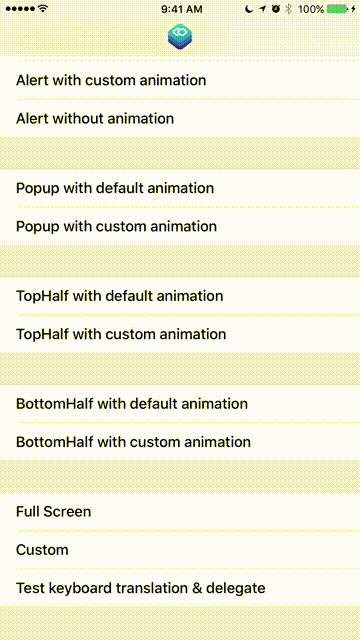 9:41 AM
100%
Alert with custom animation
Alert without animation
Popup with default animation
Popup with custom animation
TopHalf with default animation
TopHalf with custom animation
BottomHalf with default animation
BottomHalf with custom animation
Full Screen
Custom
Test keyboard translation & delegate